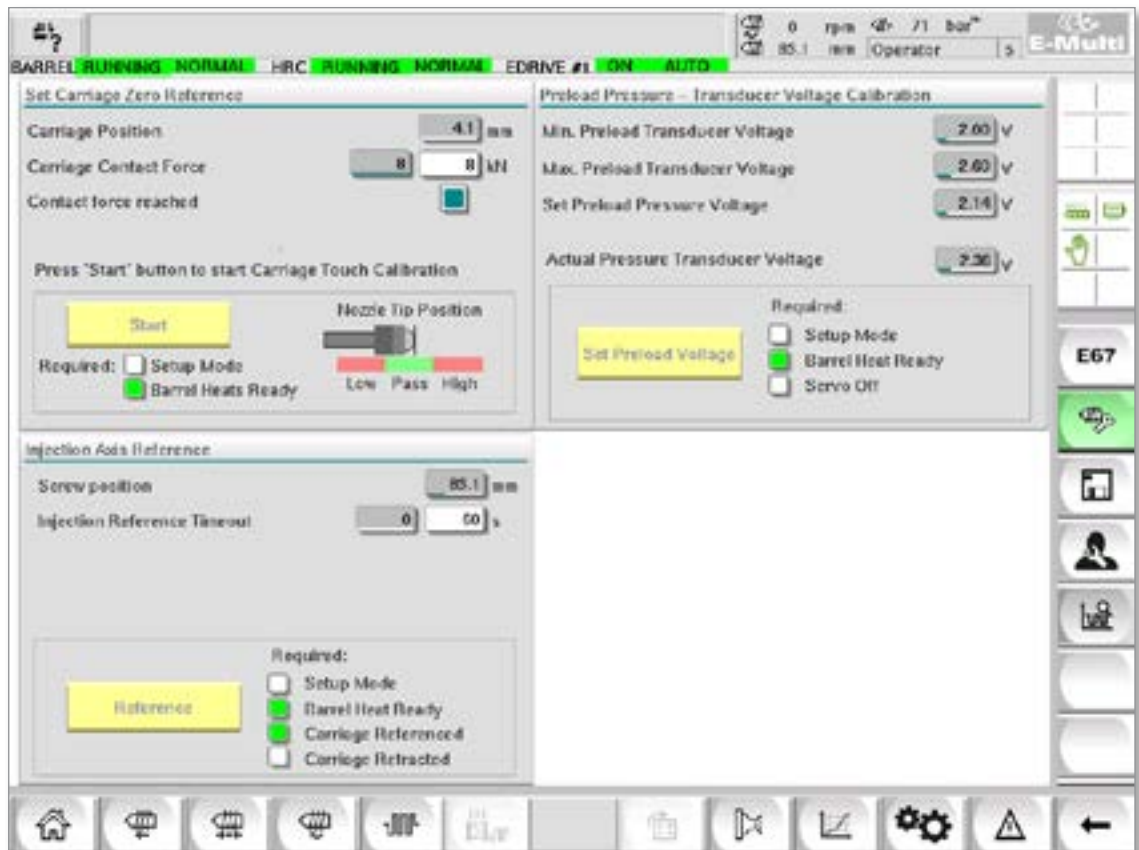 0 rpm 71 bar
85.1 mm Operator 5 E-Multi
BARREL RUNNING NORMAL HRC RUNNING NORMAL EDRIVE #1 ON AUTO
Set Carriage Zero Reference
Carriage Position 4.1 mm
Carriage Contact Force 8 8 kN
Contact force reached
Press "Start" button to start Carriage Touch Calibration
Start
Nozzle Tip Position
Required: Setup Mode
Barrel Heats Ready
Low Pass High
Preload Pressure - Transducer Voltage Calibration
Min. Preload Transducer Voltage 2.00 V
Max. Preload Transducer Voltage 2.60 V
Set Preload Pressure Voltage 2.14 V
Actual Pressure Transducer Voltage V
Required:
Set Preload Voltage
Setup Mode
Barrel Heat Ready
Servo Off
E67
Injection Axis Reference
Screw position 85.1 mm
Injection Reference Timeout 0 60 s
Required:
Reference
Setup Mode
Barrel Heat Ready
Carriage Referenced
Carriage Retracted